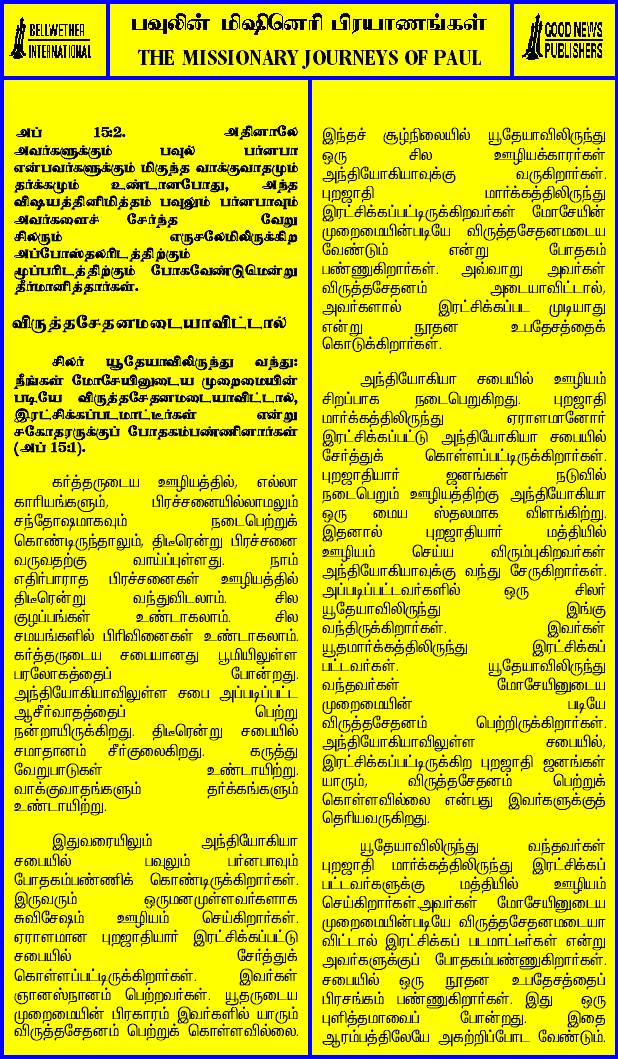 BELLWETHER
INTERNATIONAL
பவுலின் மிஷினெரி பிரயாணங்கள்
THE MISSIONARY JOURNEYS OF PAUL
GOOD NEWS
PUBLISHERS
அப் 15:2. அதினாலே
அவர்களுக்கும் பவுல் பர்னபா
என்பவர்களுக்கும் மிகுந்த வாக்குவாதமும்
தர்க்கமும் உண்டானபோது, அந்த
விஷயத்தினிமித்தம் பவுலும் பர்னபாவும்
அவர்களைச் சேர்ந்த வேறு
சிலரும் எருசலேமிலிருக்கிற
அப்போஸ்தலரிடத்திற்கும்
மூப்பரிடத்திற்கும் போகவேண்டுமென்று
தீர்மானித்தார்கள்.
விருத்தசேதனமடையாவிட்டால்
சிலர் யூதேயாவிலிருந்து வந்து:
நீங்கள் மோசேயினுடைய முறைமையின்
படியே விருத்தசேதனமடையாவிட்டால்,
இரட்சிக்கப்படமாட்டீர்கள் என்று
சகோதரருக்குப் போதகம்பண்ணினார்கள்
(அப் 15:1).
கர்த்தருடைய ஊழியத்தில், எல்லா
காரியங்களும், பிரச்சனையில்லாமலும்
சந்தோஷமாகவும் நடைபெற்றுக்
கொண்டிருந்தாலும், திடீரென்று பிரச்சனை
வருவதற்கு வாய்ப்புள்ளது. நாம்
எதிர்பாராத பிரச்சனைகள் ஊழியத்தில்
திடீரென்று வந்துவிடலாம். சில
குழப்பங்கள் உண்டாகலாம். சில
சமயங்களில் பிரிவினைகள் உண்டாகலாம்.
கர்த்தருடைய சபையானது பூமியிலுள்ள
பரலோகத்தைப் போன்றது.
அந்தியோகியாவிலுள்ள சபை அப்படிப்பட்ட
ஆசீர்வாதத்தைப் பெற்று
நன்றாயிருக்கிறது. திடீரென்று சபையில்
சமாதானம் சீர்குலைகிறது. கருத்து
வேறுபாடுகள் உண்டாயிற்று.
வாக்குவாதங்களும் தர்க்கங்களும்
உண்டாயிற்று.
இதுவரையிலும் அந்தியோகியா
சபையில் பவுலும் பர்னபாவும்
போதகம்பண்ணிக் கொண்டிருக்கிறார்கள்.
இருவரும் ஒருமனமுள்ளவர்களாக
சுவிசேஷம் ஊழியம் செய்கிறார்கள்.
ஏராளமான புறஜாதியார் இரட்சிக்கப்பட்டு
சபையில் சேர்த்துக்
கொள்ளப்பட்டிருக்கிறார்கள். இவர்கள்
ஞானஸ்நானம் பெற்றவர்கள். யூதருடைய
முறைமையின் பிரகாரம் இவர்களில் யாரும்
விருத்தசேதனம் பெற்றுக் கொள்ளவில்லை.
இந்தச் சூழ்நிலையில் யூதேயாவிலிருந்து
ஒரு சில ஊழியக்காரர்கள்
அந்தியோகியாவுக்கு வருகிறார்கள்.
புறஜாதி மார்க்கத்திலிருந்து
இரட்சிக்கப்பட்டிருக்கிறவர்கள் மோசேயின்
முறைமையின்படியே விருத்தசேதனமடைய
வேண்டும் என்று போதகம்
பண்ணுகிறார்கள். அவ்வாறு அவர்கள்
விருத்தசேதனம் அடையாவிட்டால்,
அவர்களால் இரட்சிக்கப்பட முடியாது
என்று நூதன உபதேசத்தைக்
கொடுக்கிறார்கள்.
அந்தியோகியா சபையில் ஊழியம்
சிறப்பாக நடைபெறுகிறது. புறஜாதி
மார்க்கத்திலிருந்து ஏராளமானோர்
இரட்சிக்கப்பட்டு அந்தியோகியா சபையில்
சேர்த்துக் கொள்ளப்பட்டிருக்கிறார்கள்.
புறஜாதியார் ஜனங்கள் நடுவில்
நடைபெறும் ஊழியத்திற்கு அந்தியோகியா
ஒரு மைய ஸ்தலமாக விளங்கிற்று.
இதனால் புறஜாதியார் மத்தியில்
ஊழியம் செய்ய விரும்புகிறவர்கள்
அந்தியோகியாவுக்கு வந்து சேருகிறார்கள்.
அப்படிப்பட்டவர்களில் ஒரு சிலர்
யூதேயாவிலிருந்து இங்கு
வந்திருக்கிறார்கள். இவர்கள்
யூதமார்க்கத்திலிருந்து இரட்சிக்கப்
பட்டவர்கள். யூதேயாவிலிருந்து
வந்தவர்கள் மோசேயினுடைய
முறைமையின் படியே
விருத்தசேதனம் பெற்றிருக்கிறார்கள்.
அந்தியோகியாவிலுள்ள சபையில்,
இரட்சிக்கப்பட்டிருக்கிற புறஜாதி ஜனங்கள்
யாரும், விருத்தசேதனம் பெற்றுக்
கொள்ளவில்லை என்பது இவர்களுக்குத்
தெரியவருகிறது.
யூதேயாவிலிருந்து வந்தவர்கள்
புறஜாதி மார்க்கத்திலிருந்து இரட்சிக்கப்
பட்டவர்களுக்கு மத்தியில் ஊழியம்
செய்கிறார்கள்.அவர்கள் மோசேயினுடைய
முறைமையின்படியே விருத்தசேதனமடையா
விட்டால் இரட்சிக்கப் படமாட்டீர்கள் என்று
அவர்களுக்குப் போதகம்பண்ணுகிறார்கள்.
சபையில் ஒரு நூதன உபதேசத்தைப்
பிரசங்கம் பண்ணுகிறார்கள். இது ஒரு
புளித்தமாவைப் போன்றது. இதை
ஆரம்பத்திலேயே அகற்றிப்போட வேண்டும்.